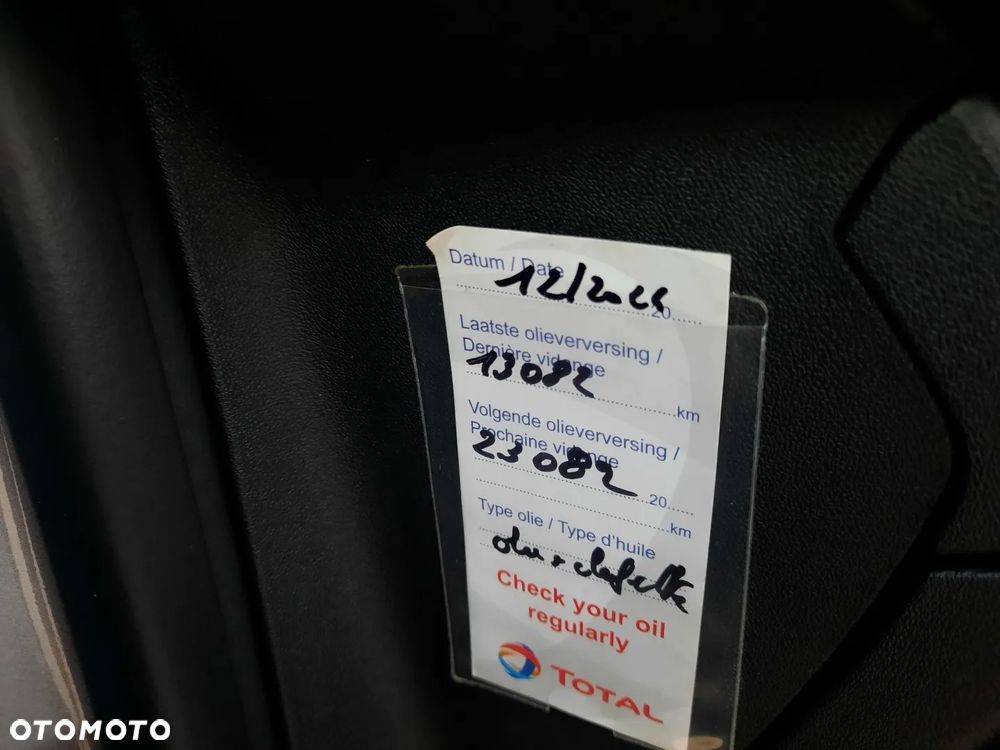 Datum / Date
12/2024
20
Laatste olieverversing /
Dernière vidange
13082
km
Volgende olieverversing /
Prochaine vidange
23082
20
km
Type olie / Type d'huile
Check your oil
regularly
TOTAL
OTOMOTO